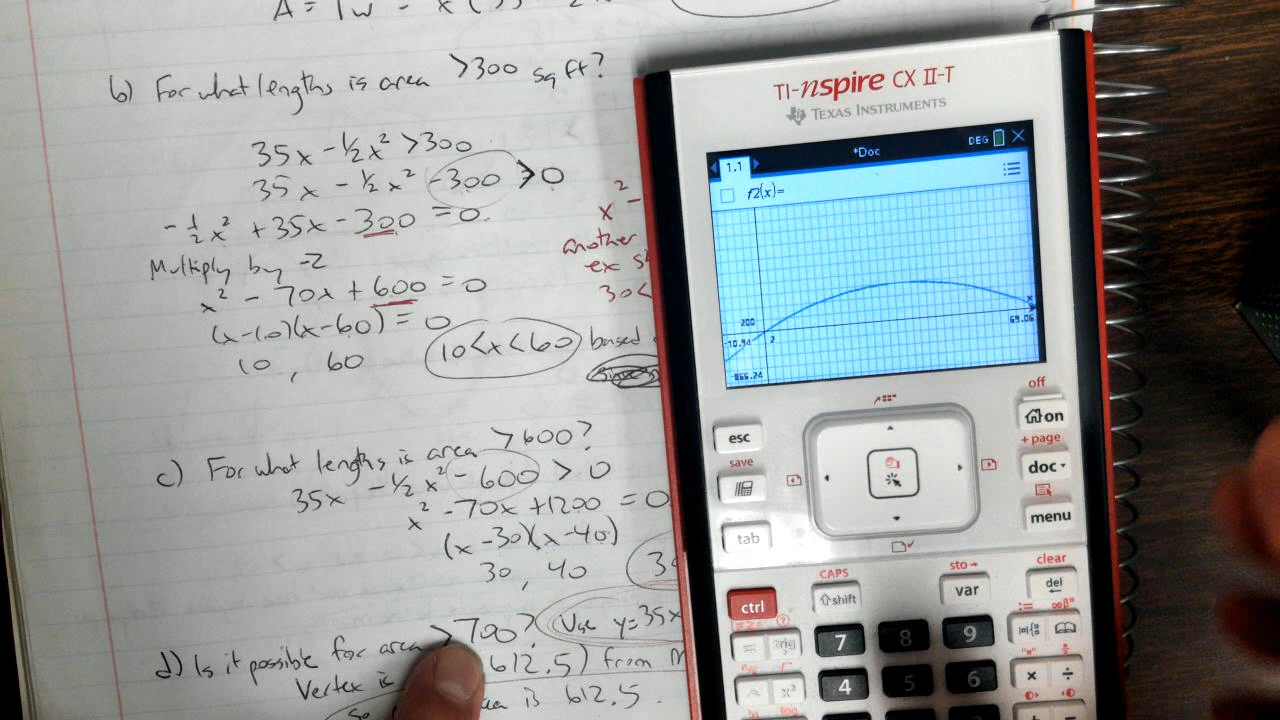 A = lw
b) For what lengths is area >300 sq ft?
35x - 1/2x² >300
35x - 1/2x² -300 >0
-1/2x² +35x - 300 =0
Multiply by -2
x² - 70x + 600 = 0
(x-10)(x-60) = 0
10 , 60
10<x<60 based
x² -
another
ex
30<
c) For what lengths is area >600?
35x - 1/2x² - 600 > 0
x² -70x +1200 = 0
(x-30)(x-40)
30 , 40
d) Is it possible for area >700? Use y=35x
Vertex is 612.5) from
is 612.5
TI-nspire CX II-T
TEXAS INSTRUMENTS
1.1 *Doc DEG
f2(x)=
200
-10.94 2 x 69.06
-866.24
off
esc on
save + page
doc
tab menu
CAPS sto→ clear
ctrl shift var del
7 8 9
4 5 6 × ÷